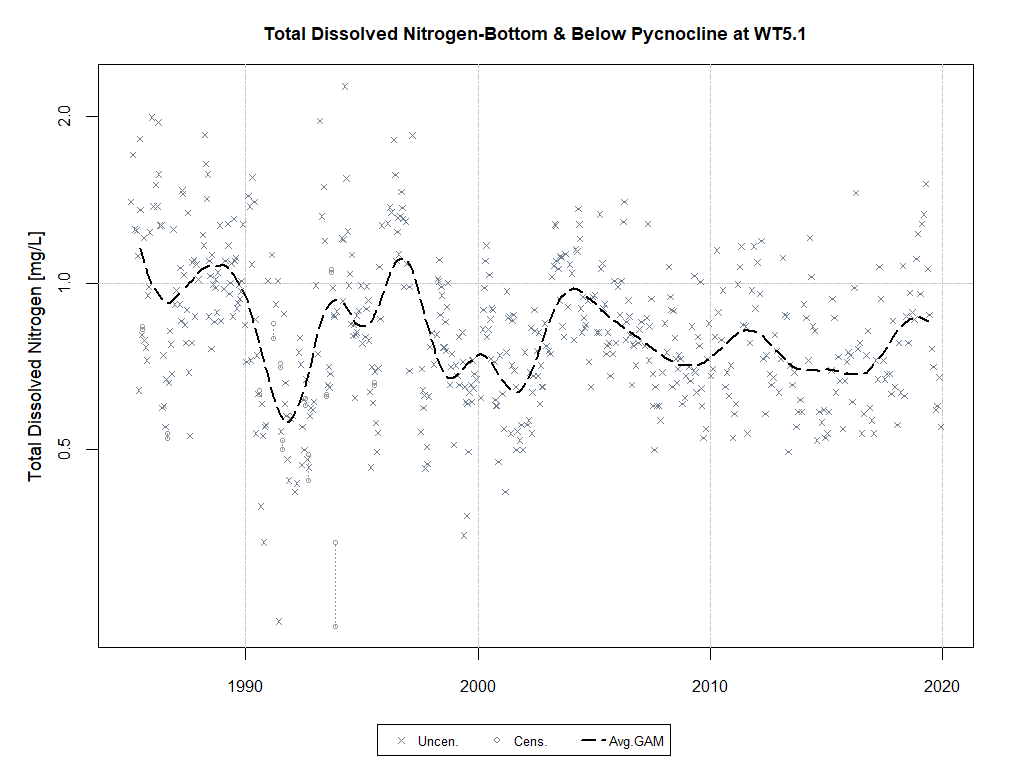 Total Dissolved Nitrogen-Bottom & Below Pycnocline at WT5.1
Total Dissolved Nitrogen [mg/L]
2.0
1.0
0.5
1990 2000 2010 2020
Uncen. Cens. Avg.GAM